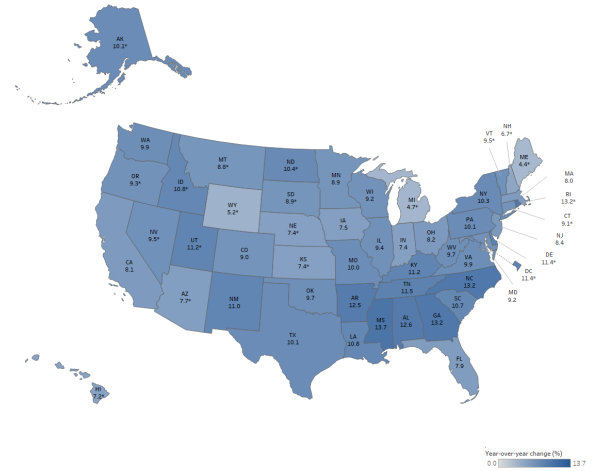 AK
10.1*
WA
9.9
OR
9.3*
CA
8.1
NV
9.5*
ID
10.8*
MT
8.8*
WY
5.2*
UT
11.2*
AZ
7.7*
CO
9.0
NM
11.0
ND
10.4*
SD
8.9*
NE
7.4*
KS
7.4*
OK
9.7
TX
10.1
MN
8.9
IA
7.5
MO
10.0
AR
12.5
LA
10.8
WI
9.2
IL
9.4
MI
4.7*
IN
7.4
OH
8.2
KY
11.2
TN
11.5
MS
13.7
AL
12.6
GA
13.2
FL
7.9
SC
10.7
NC
13.2
VA
9.9
WV
9.7
PA
10.1
NY
10.3
VT
9.5*
NH
6.7*
ME
4.4*
MA
8.0
RI
13.2*
CT
9.1*
NJ
8.4
DE
11.4*
DC
11.4*
MD
9.2
HI
7.2*
Year-over-year change (%)
0.0 13.7